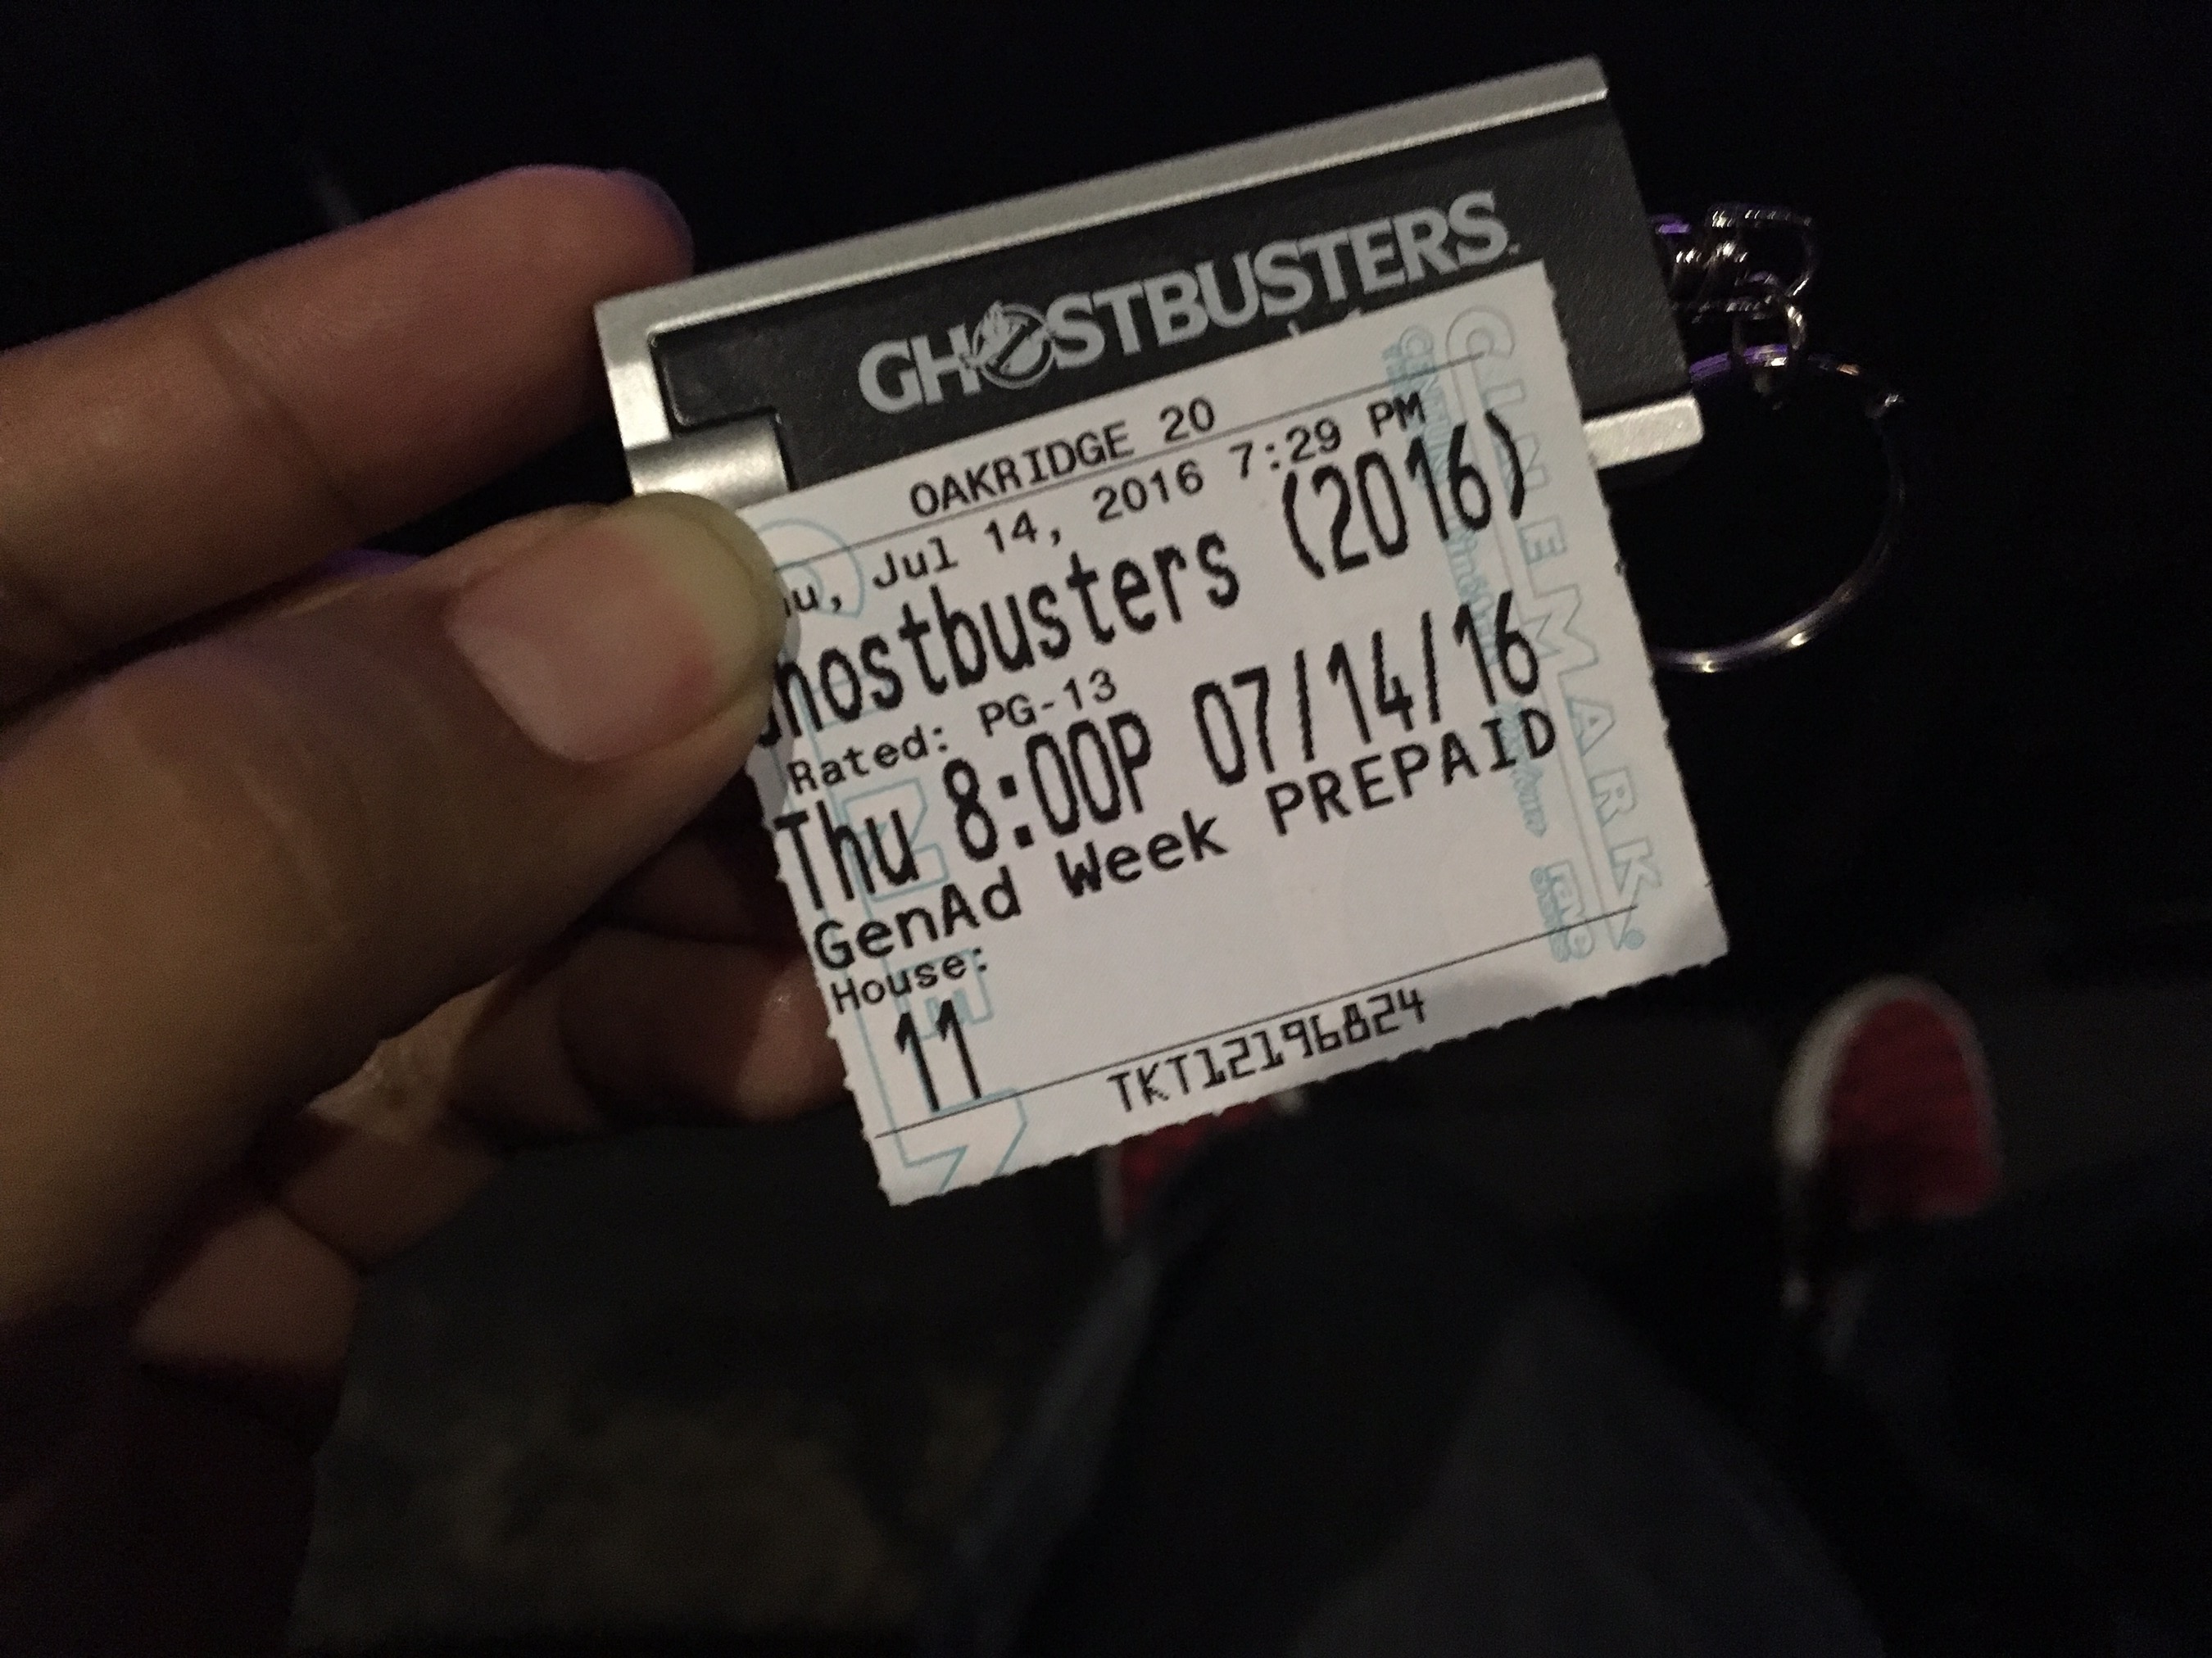 GHOSTBUSTERS
OAKRIDGE 20
u, Jul 14, 2016 7:29 PM
hostbusters (2016)
Rated: PG-13
Thu 8:00P 07/14/16
GenAd Week PREPAID
House:
11
TKT12196824
CINEMARK